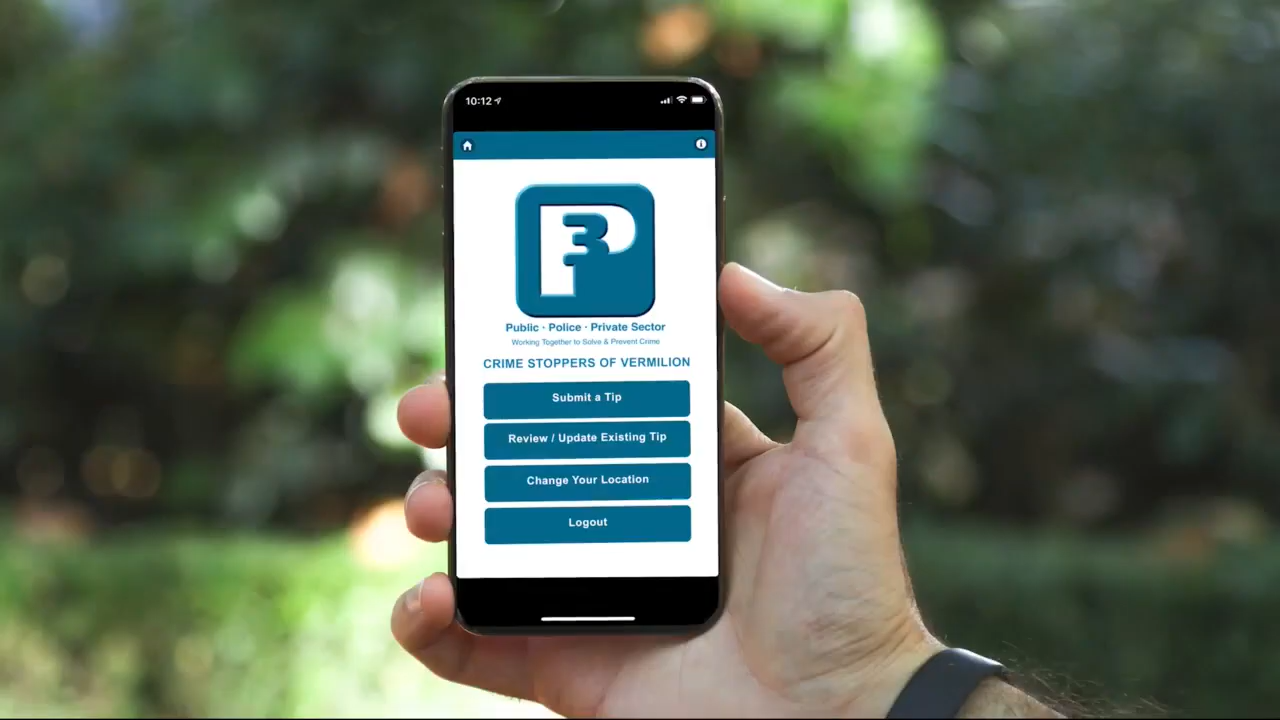 10:12
P3
Public · Police · Private Sector
Working Together to Solve & Prevent Crime
CRIME STOPPERS OF VERMILION
Submit a Tip
Review / Update Existing Tip
Change Your Location
Logout